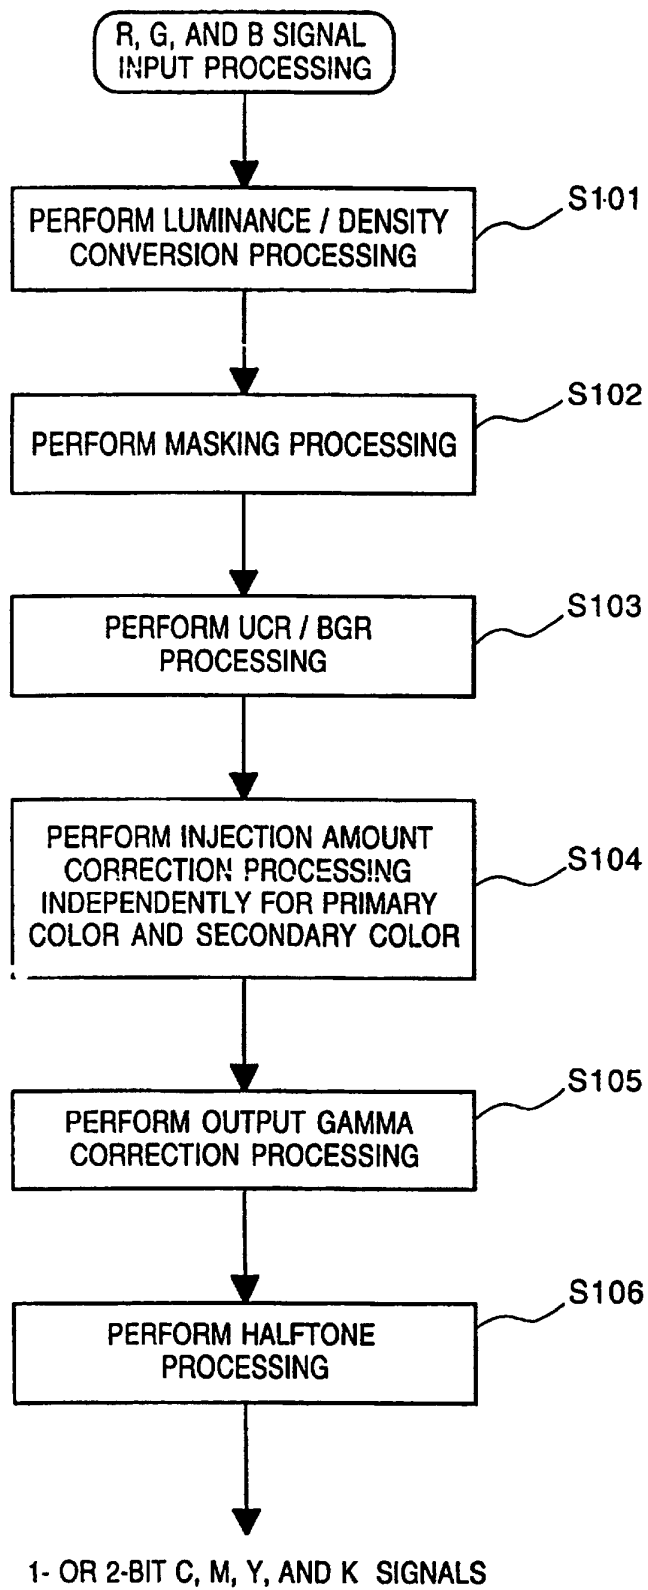 R, G, AND B SIGNAL
INPUT PROCESSING
S101
PERFORM LUMINANCE / DENSITY
CONVERSION PROCESSING
S102
PERFORM MASKING PROCESSING
S103
PERFORM UCR / BGR
PROCESSING
S104
PERFORM INJECTION AMOUNT
CORRECTION PROCESSING
INDEPENDENTLY FOR PRIMARY
COLOR AND SECONDARY COLOR
S105
PERFORM OUTPUT GAMMA
CORRECTION PROCESSING
S106
PERFORM HALFTONE
PROCESSING
1- OR 2-BIT C, M, Y, AND K SIGNALS